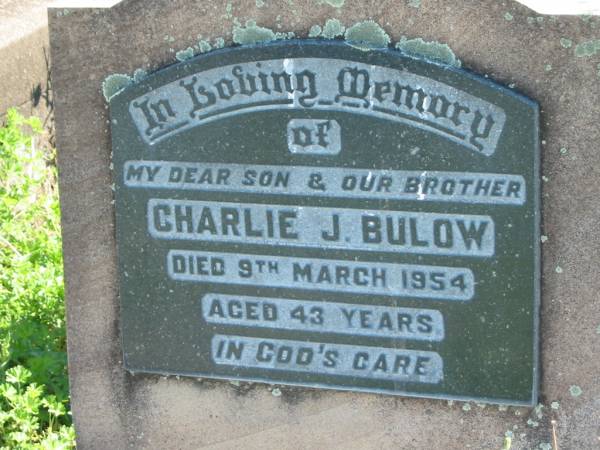 In Loving Memory
of
MY DEAR SON & OUR BROTHER
CHARLIE J. BULOW
DIED 9TH MARCH 1954
AGED 43 YEARS
IN GOD'S CARE